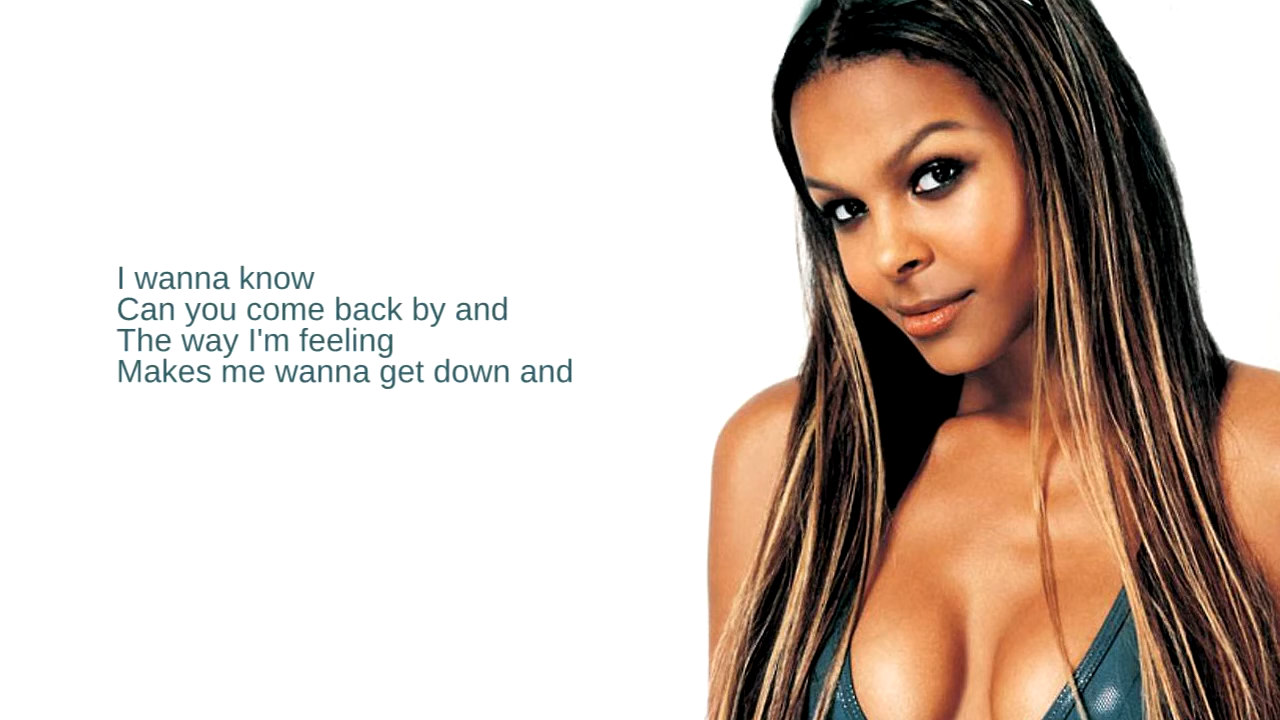 I wanna know
Can you come back by and
The way I'm feeling
Makes me wanna get down and